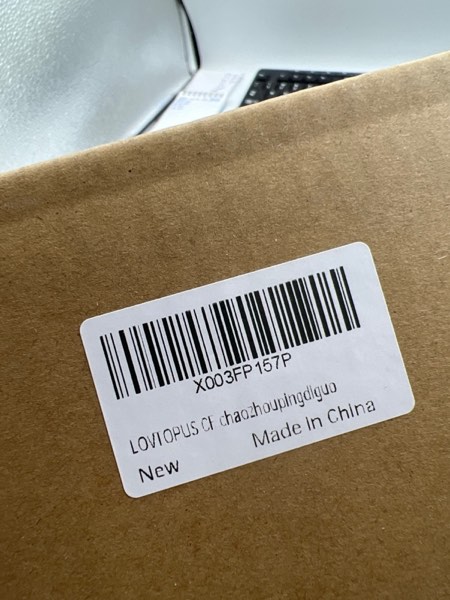 X003FP157P
LOVIOPUS CF chaozhoupingdiguo
New
Made In China